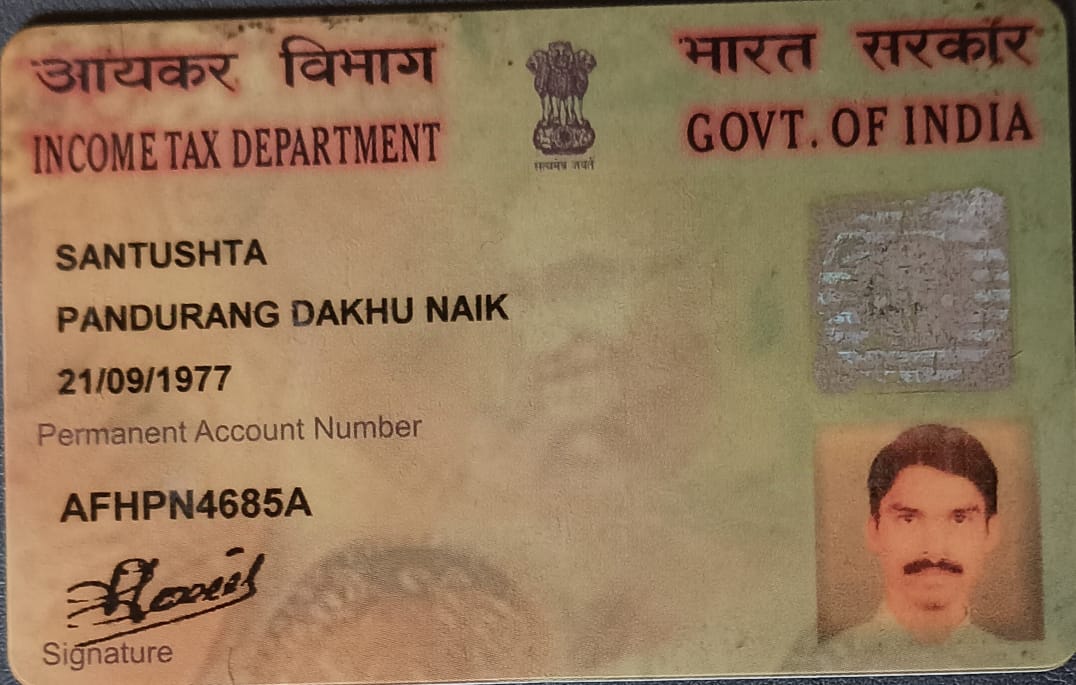 आयकर विभाग
INCOME TAX DEPARTMENT
भारत सरकार
GOVT. OF INDIA
सत्यमेव जयते
SANTUSHTA
PANDURANG DAKHU NAIK
21/09/1977
Permanent Account Number
AFHPN4685A
Signature